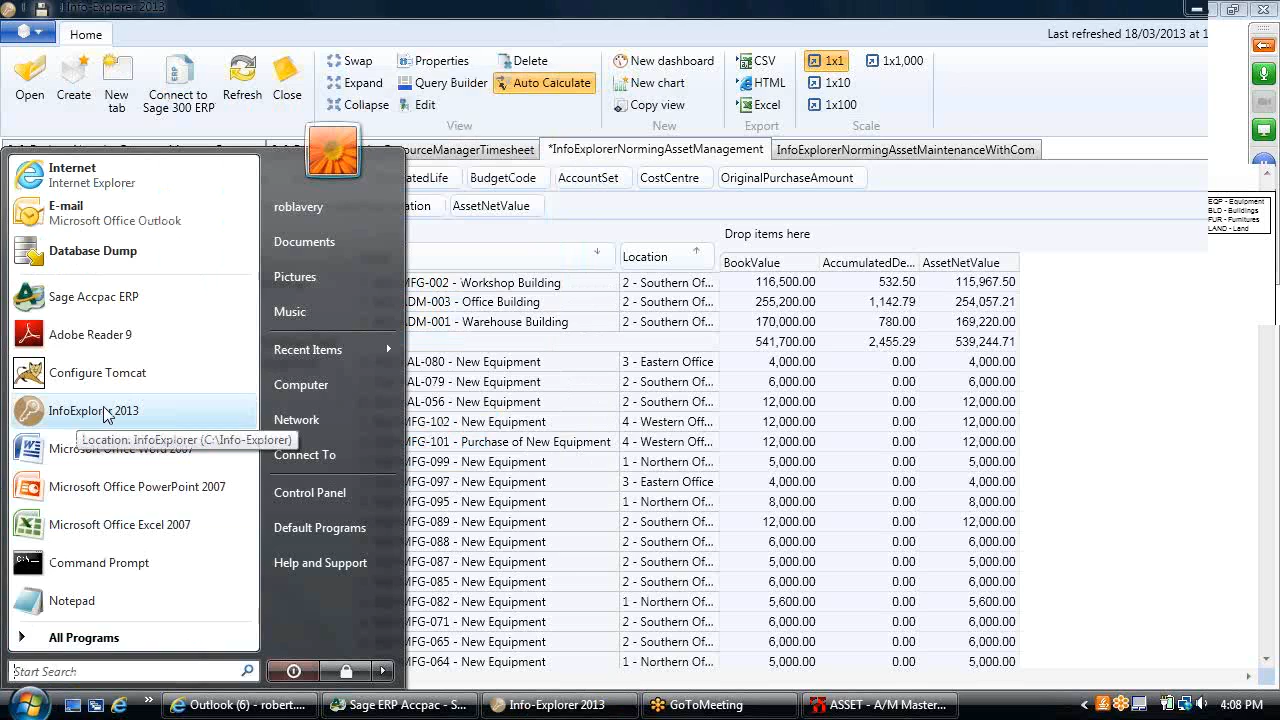 Info-Explorer 2013
Home
Last refreshed 18/03/2013 at 1
Open
Create
New tab
Connect to Sage 300 ERP
Refresh
Close
Swap
Expand
Collapse
Properties
Query Builder
Edit
Delete
Auto Calculate
View
New dashboard
New chart
Copy view
New
CSV
HTML
Excel
Export
1x1
1x10
1x100
1x1,000
Scale
ourceManagerTimesheet
InfoExplorerNormingAssetManagement
InfoExplorerNormingAssetMaintenanceWithCom
atedLife
BudgetCode
AccountSet
CostCentre
OriginalPurchaseAmount
ation
AssetNetValue
EQP - Equipment
BLD - Buildings
FUR - Furnitures
LAND - Land
Drop items here
Location
BookValue AccumulatedDe... AssetNetValue
MFG-002 - Workshop Building 2 - Southern Of... 116,500.00 532.50 115,967.50
ADM-003 - Office Building 2 - Southern Of... 255,200.00 1,142.79 254,057.21
ADM-001 - Warehouse Building 2 - Southern Of... 170,000.00 780.00 169,220.00
541,700.00 2,455.29 539,244.71
AL-080 - New Equipment 3 - Eastern Office 4,000.00 0.00 4,000.00
AL-079 - New Equipment 2 - Southern Of... 6,000.00 0.00 6,000.00
AL-056 - New Equipment 2 - Southern Of... 12,000.00 0.00 12,000.00
MFG-102 - New Equipment 4 - Western Off... 12,000.00 0.00 12,000.00
MFG-101 - Purchase of New Equipment 4 - Western Off... 12,000.00 0.00 12,000.00
MFG-099 - New Equipment 1 - Northern Of... 5,000.00 0.00 5,000.00
MFG-097 - New Equipment 3 - Eastern Office 4,000.00 0.00 4,000.00
MFG-095 - New Equipment 1 - Northern Of... 8,000.00 0.00 8,000.00
MFG-089 - New Equipment 2 - Southern Of... 12,000.00 0.00 12,000.00
MFG-088 - New Equipment 2 - Southern Of... 6,000.00 0.00 6,000.00
MFG-087 - New Equipment 2 - Southern Of... 5,000.00 0.00 5,000.00
MFG-085 - New Equipment 2 - Southern Of... 6,000.00 0.00 6,000.00
MFG-082 - New Equipment 1 - Northern Of... 5,600.00 0.00 5,600.00
MFG-071 - New Equipment 2 - Southern Of... 6,000.00 0.00 6,000.00
MFG-065 - New Equipment 2 - Southern Of... 6,000.00 0.00 6,000.00
MFG-064 - New Equipment 1 - Northern Of... 5,000.00 0.00 5,000.00
Internet
Internet Explorer
E-mail
Microsoft Office Outlook
Database Dump
Sage Accpac ERP
Adobe Reader 9
Configure Tomcat
InfoExplorer 2013
Location: InfoExplorer (C:\Info-Explorer)
Microsoft Office Word 2007
Microsoft Office PowerPoint 2007
Microsoft Office Excel 2007
Command Prompt
Notepad
All Programs
Start Search
roblavery
Documents
Pictures
Music
Recent Items
Computer
Network
Connect To
Control Panel
Default Programs
Help and Support
Outlook (6) - robert....
Sage ERP Accpac - S...
Info-Explorer 2013
GoToMeeting
ASSET - A/M Master...
4:08 PM